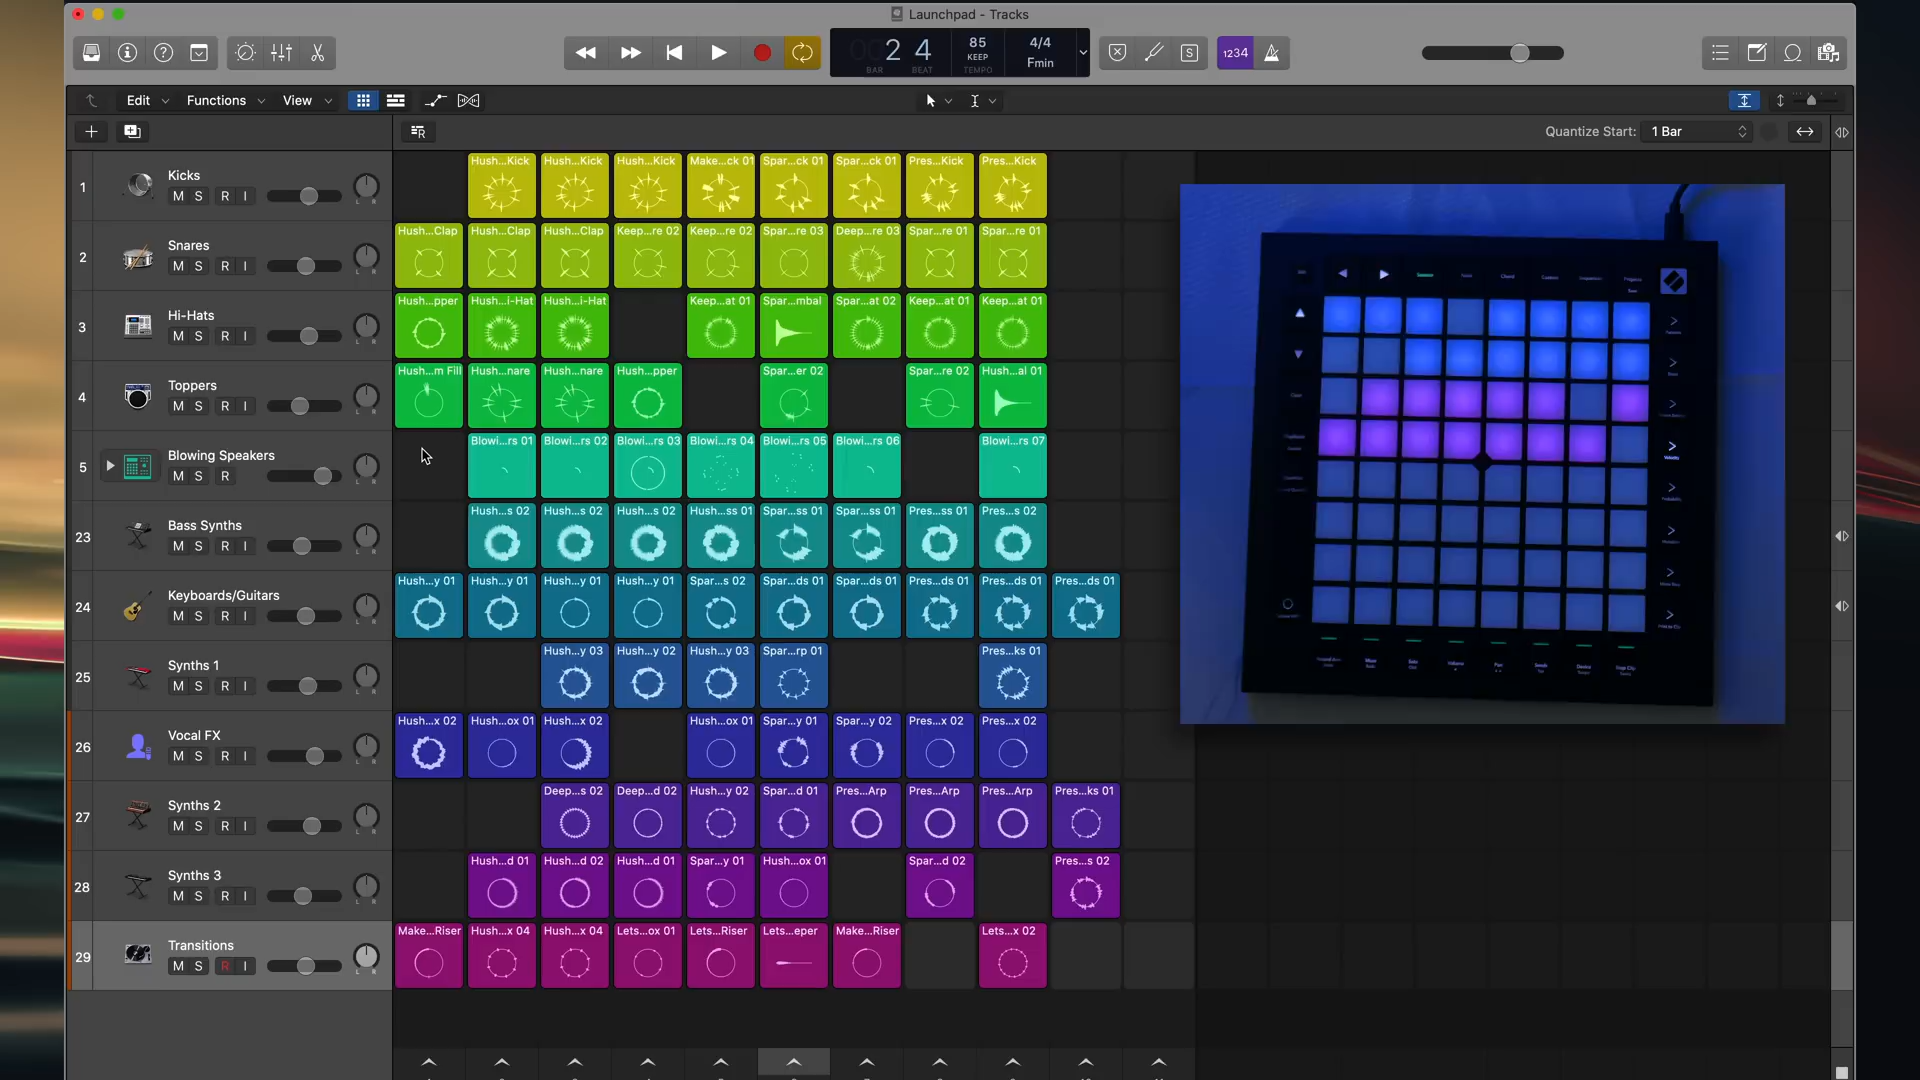 Launchpad - Tracks
2 4
BAR BEAT
85
KEEP
TEMPO
4/4
Fmin
S
1234
Edit Functions View
Quantize Start: 1 Bar
1 Kicks
M S R I
Hush...Kick Hush...Kick Hush...Kick Make...ck 01 Spar...ck 01 Spar...ck 01 Pres...Kick Pres...Kick
2 Snares
M S R I
Hush...Clap Hush...Clap Hush...Clap Keep...re 02 Keep...re 02 Spar...re 03 Deep...re 03 Spar...re 01 Spar...re 01
3 Hi-Hats
M S R I
Hush...pper Hush...i-Hat Hush...i-Hat Keep...at 01 Spar...mbal Spar...at 02 Keep...at 01 Keep...at 01
4 Toppers
M S R I
Hush...m Fill Hush...nare Hush...nare Hush...pper Spar...er 02 Spar...re 02 Hush...al 01
5 Blowing Speakers
M S R
Blowi...rs 01 Blowi...rs 02 Blowi...rs 03 Blowi...rs 04 Blowi...rs 05 Blowi...rs 06 Blowi...rs 07
23 Bass Synths
M S R I
Hush...s 02 Hush...s 02 Hush...s 02 Hush...ss 01 Spar...ss 01 Spar...ss 01 Pres...ss 01 Pres...s 02
24 Keyboards/Guitars
M S R I
Hush...y 01 Hush...y 01 Hush...y 01 Hush...y 01 Spar...s 02 Spar...ds 01 Spar...ds 01 Pres...ds 01 Pres...ds 01 Pres...ds 01
25 Synths 1
M S R I
Hush...y 03 Hush...y 02 Hush...y 03 Spar...rp 01 Pres...ks 01
26 Vocal FX
M S R I
Hush...x 02 Hush...ox 01 Hush...x 02 Hush...ox 01 Spar...y 01 Spar...y 02 Pres...x 02 Pres...x 02
27 Synths 2
M S R I
Deep...s 02 Deep...d 02 Hush...y 02 Spar...d 01 Pres...Arp Pres...Arp Pres...Arp Pres...ks 01
28 Synths 3
M S R I
Hush...d 01 Hush...d 02 Hush...d 01 Spar...y 01 Hush...ox 01 Spar...d 02 Pres...s 02
29 Transitions
M S R I
Make...Riser Hush...x 04 Hush...x 04 Lets...ox 01 Lets...Riser Lets...eper Make...Riser Lets...x 02